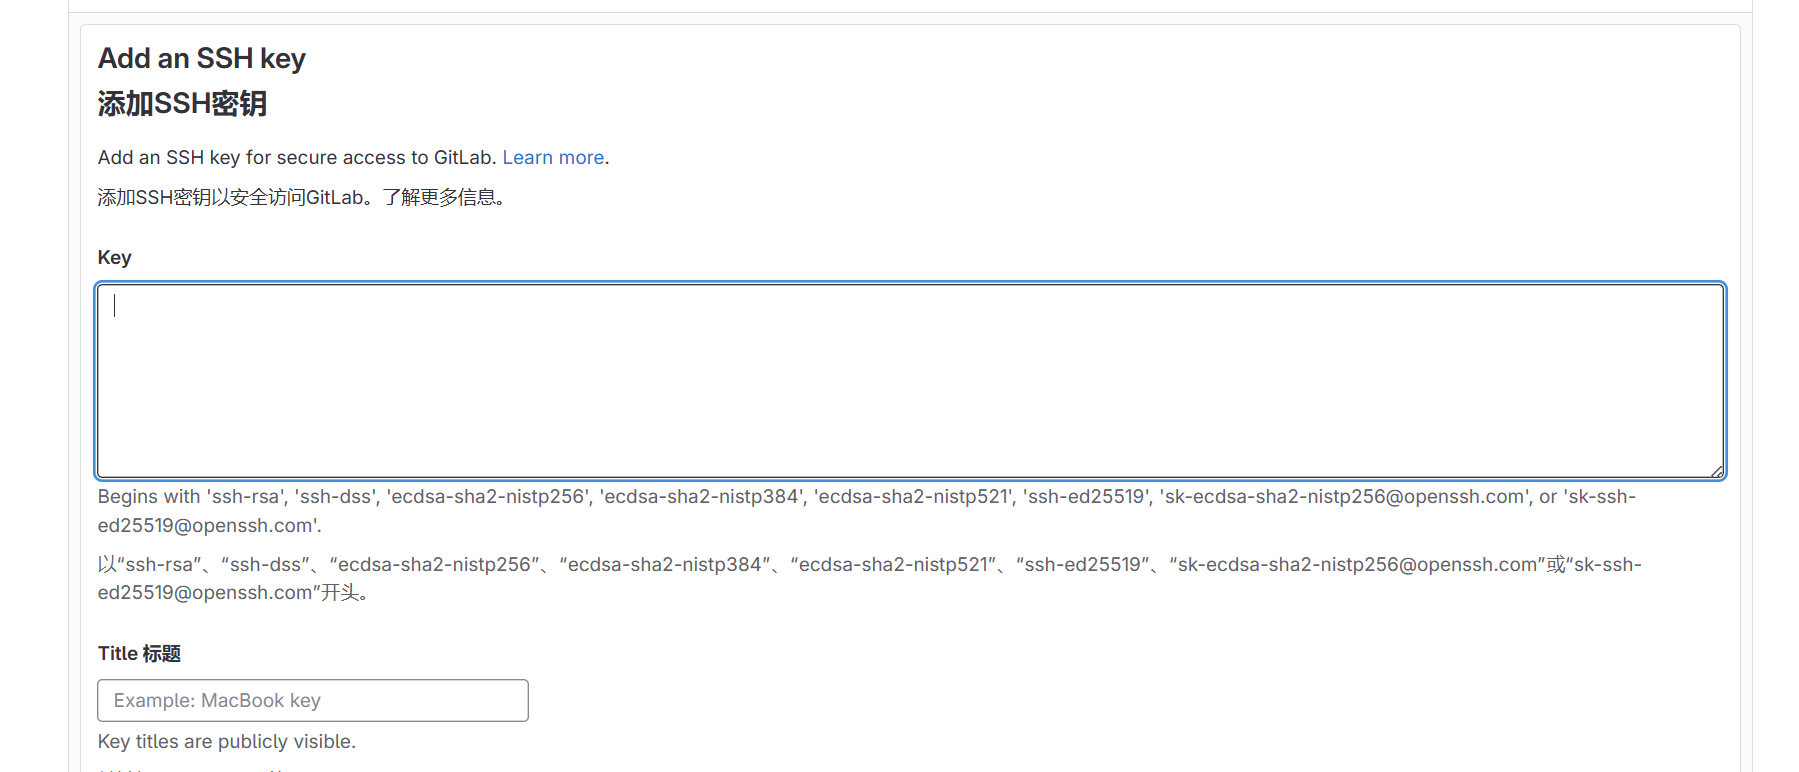 Add an SSH key
添加SSH密钥
Add an SSH key for secure access to GitLab. Learn more.
添加SSH密钥以安全访问GitLab。了解更多信息。
Key
Begins with 'ssh-rsa', 'ssh-dss', 'ecdsa-sha2-nistp256', 'ecdsa-sha2-nistp384', 'ecdsa-sha2-nistp521', 'ssh-ed25519', 'sk-ecdsa-sha2-nistp256@openssh.com', or 'sk-ssh-
ed25519@openssh.com'.
以“ssh-rsa”、“ssh-dss”、“ecdsa-sha2-nistp256”、“ecdsa-sha2-nistp384”、“ecdsa-sha2-nistp521”、“ssh-ed25519”、“sk-ecdsa-sha2-nistp256@openssh.com”或“sk-ssh-
ed25519@openssh.com”开头。
Title 标题
Example: MacBook key
Key titles are publicly visible.